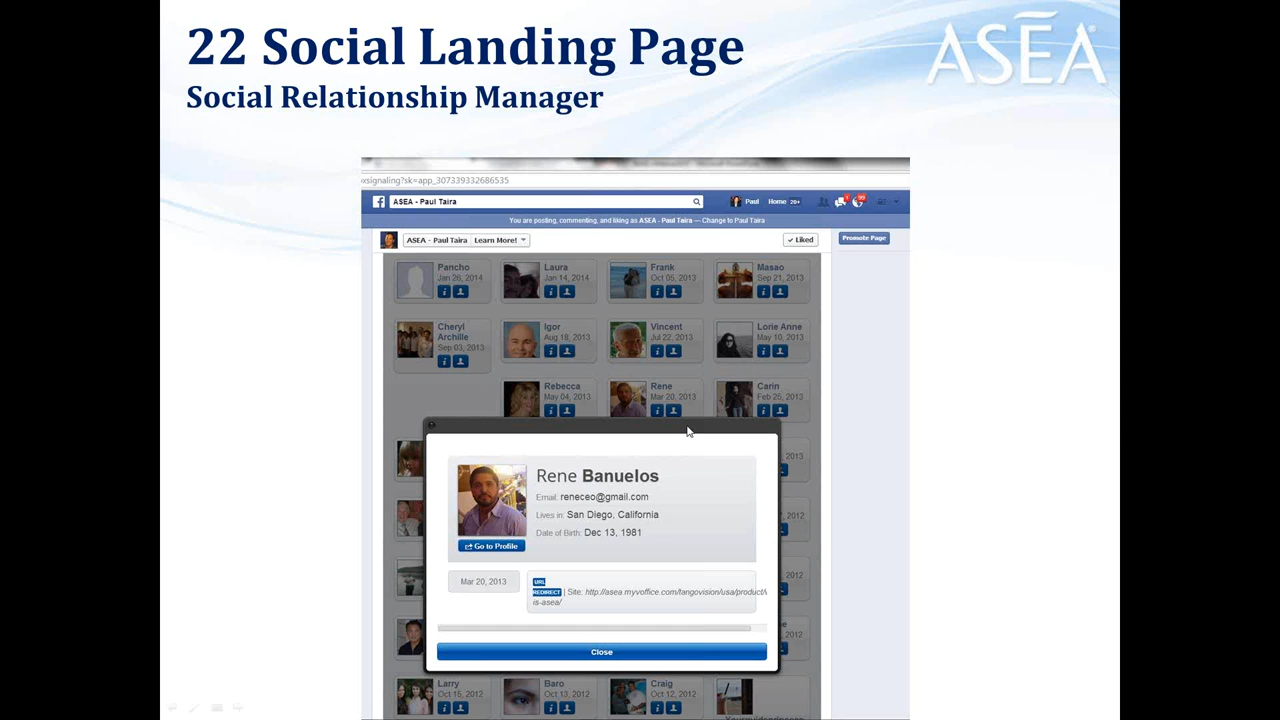 22 Social Landing Page
Social Relationship Manager
ASEA
xsignaling?sk=app_307339332686535
ASEA - Paul Taira
Paul
Home 20+
You are posting, commenting, and liking as ASEA - Paul Taira — Change to Paul Taira
ASEA - Paul Taira Learn More!
Liked
Promote Page
Pancho
Jan 26, 2014
Laura
Jan 14, 2014
Frank
Oct 05, 2013
Masao
Sep 21, 2013
Cheryl
Archille
Sep 03, 2013
Igor
Aug 18, 2013
Vincent
Jul 22, 2013
Lorie Anne
May 10, 2013
Rebecca
May 04, 2013
Rene
Mar 20, 2013
Carin
Feb 25, 2013
2013
2012
2012
Rene Banuelos
Email: reneceo@gmail.com
Lives in: San Diego, California
Date of Birth: Dec 13, 1981
Go to Profile
Mar 20, 2013
URL
REDIRECT | Site: http://asea.myvoffice.com/tangovision/usa/product/
is-asea/
2012
Close
Larry
Oct 15, 2012
Baro
Oct 13, 2012
Craig
Oct 12, 2012